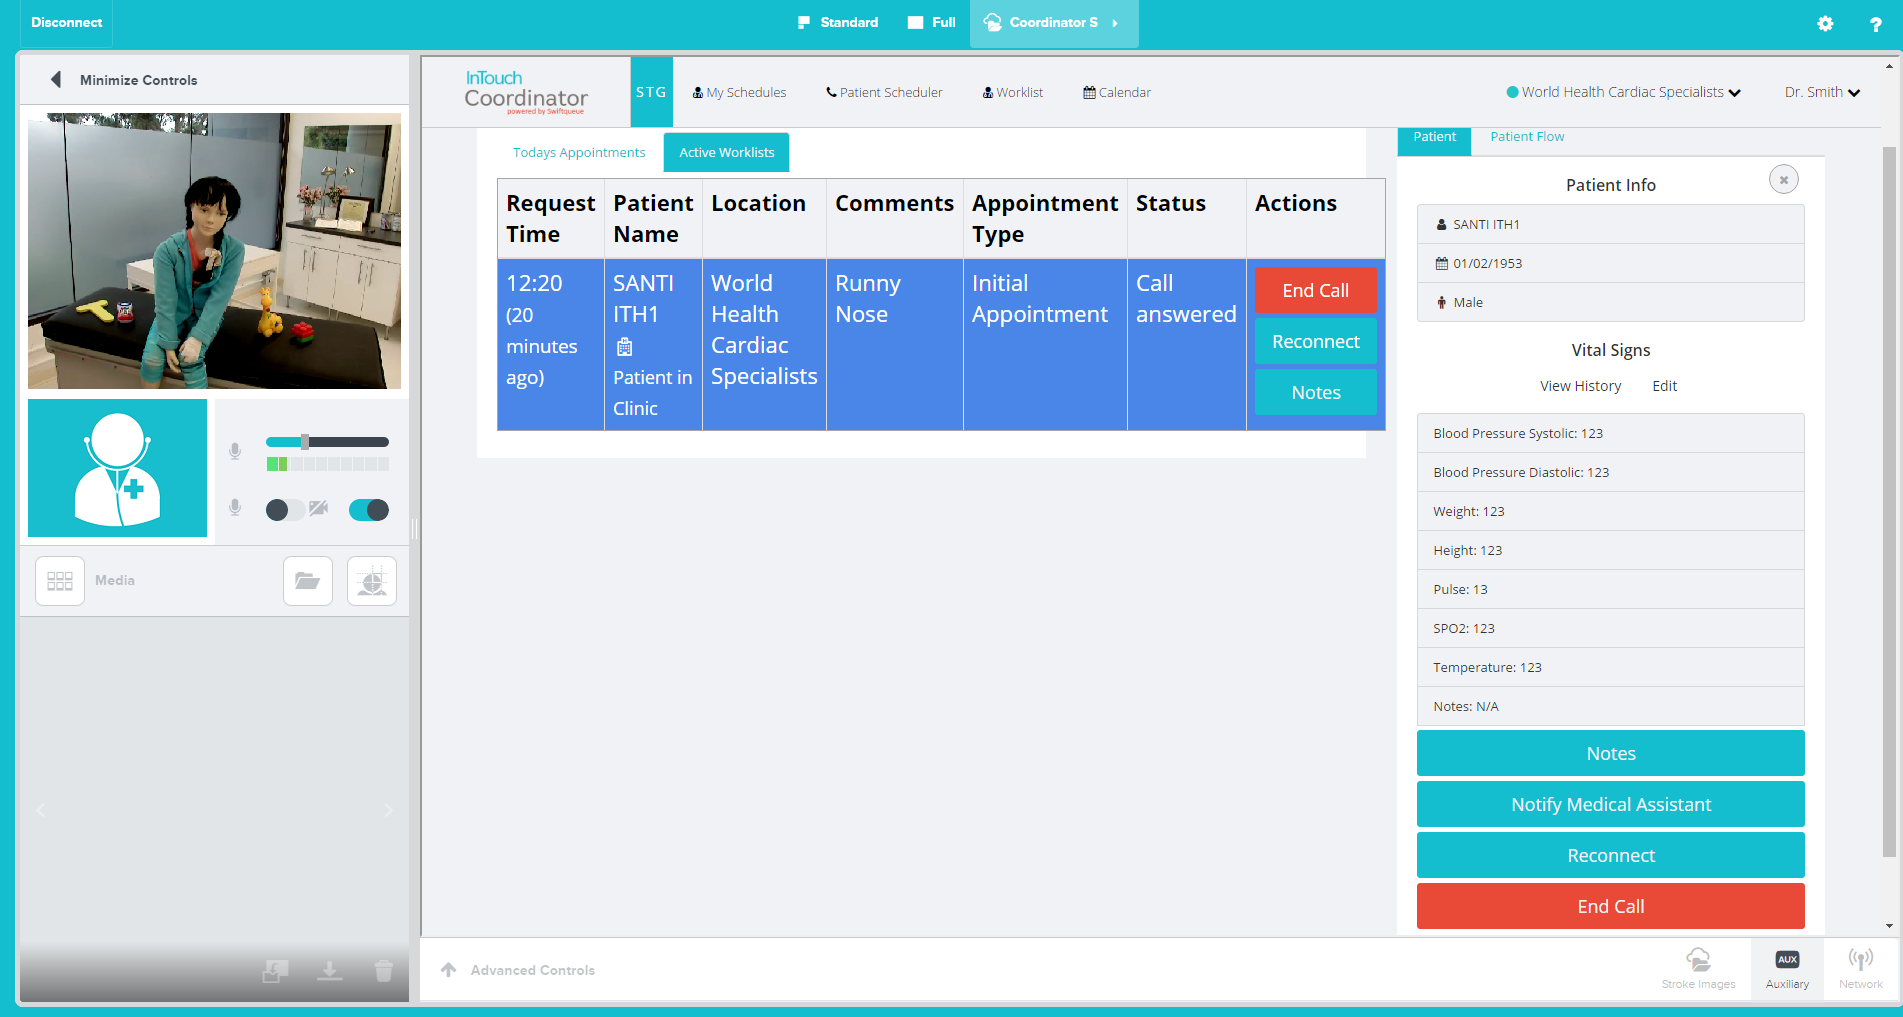 Disconnect
Standard
Full
Coordinator S
?
Minimize Controls
InTouch
Coordinator
powered by Swiftqueue
STG
My Schedules
Patient Scheduler
Worklist
Calendar
World Health Cardiac Specialists
Dr. Smith
Todays Appointments
Active Worklists
Request Time
Patient Name
Location
Comments
Appointment Type
Status
Actions
12:20
(20
minutes
ago)
SANTI
ITH1
Patient in
Clinic
World
Health
Cardiac
Specialists
Runny
Nose
Initial
Appointment
Call
answered
End Call
Reconnect
Notes
Patient
Patient Flow
Patient Info
SANTI ITH1
01/02/1953
Male
Vital Signs
View History
Edit
Blood Pressure Systolic: 123
Blood Pressure Diastolic: 123
Weight: 123
Height: 123
Pulse: 13
SPO2: 123
Temperature: 123
Notes: N/A
Notes
Notify Medical Assistant
Reconnect
End Call
Media
Advanced Controls
Stroke Images
AUX
Auxiliary
Network